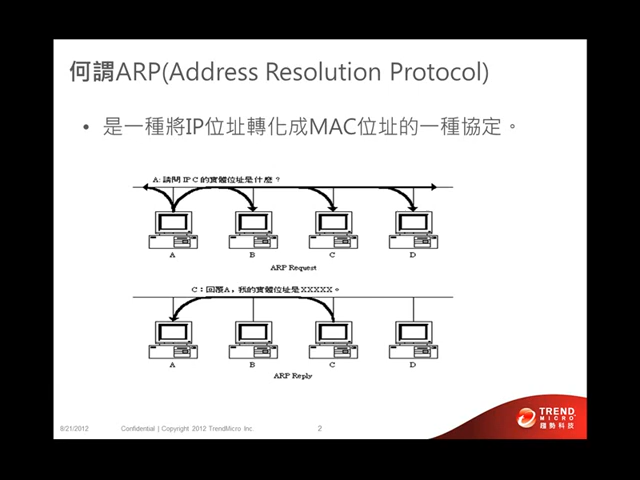 何謂ARP(Address Resolution Protocol)
• 是一種將IP位址轉化成MAC位址的一種協定。
A: 請問 IP C 的實體位址是什麼？
A B C D
ARP Request
C：回覆A，我的實體位址是XXXXX。
A B C D
ARP Reply
8/21/2012 Confidential | Copyright 2012 TrendMicro Inc. 2
TREND
MICRO
趨勢科技